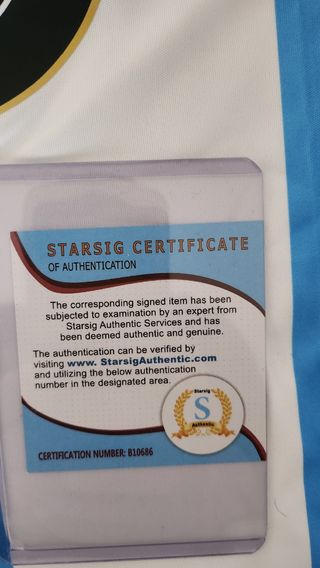 STARSIG CERTIFICATE
OF AUTHENTICATION
The corresponding signed item has been
subjected to examination by an expert from
Starsig Authentic Services and has
been deemed authentic and genuine.
The authentication can be verified by
visiting www. StarsigAuthentic.com
and utilizing the below authentication
number in the designated area.
Starsig
S
Authentic
CERTIFICATION NUMBER: B10686